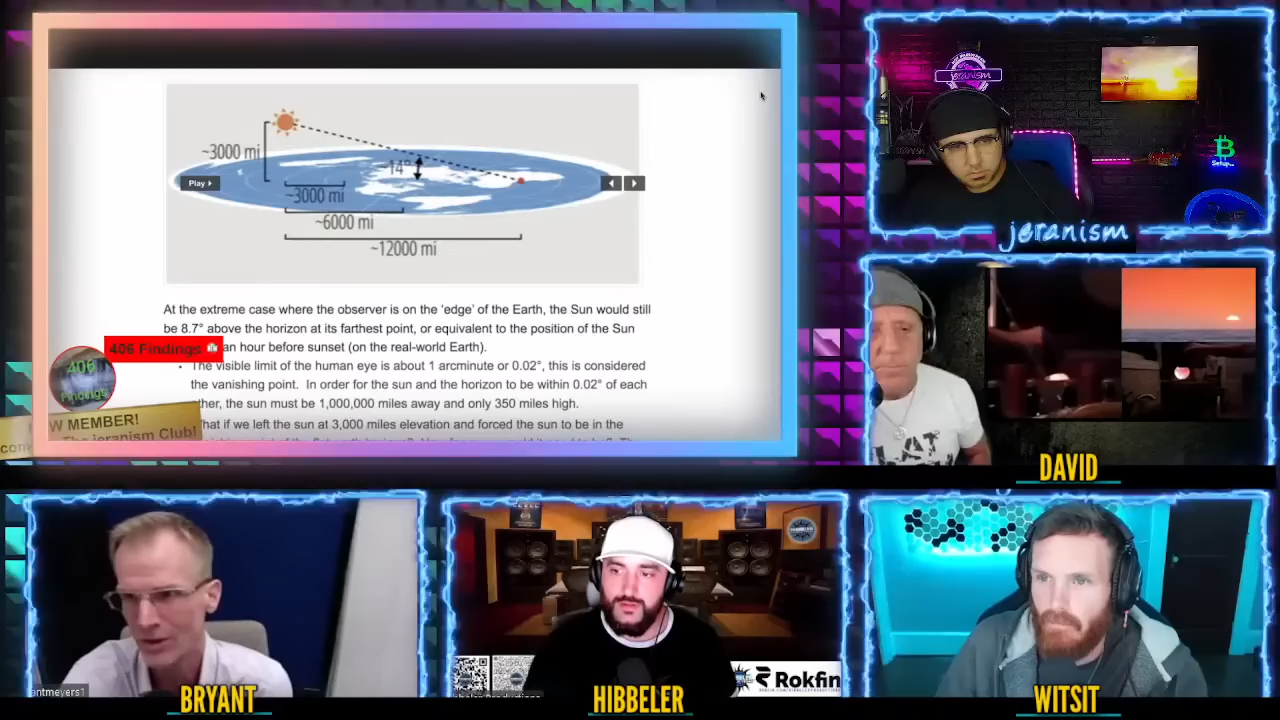 ~3000 mi
14°
Play
~3000 mi
~6000 mi
~12000 mi
At the extreme case where the observer is on the 'edge' of the Earth, the Sun would still
be 8.7° above the horizon at its farthest point, or equivalent to the position of the Sun
an hour before sunset (on the real-world Earth).
The visible limit of the human eye is about 1 arcminute or 0.02°, this is considered
the vanishing point. In order for the sun and the horizon to be within 0.02° of each
other, the sun must be 1,000,000 miles away and only 350 miles high.
hat if we left the sun at 3,000 miles elevation and forced the sun to be in the
406 Findings
406
Findings
W MEMBER!
The jeranism Club!
jeranism
Setup...
jeranism
DAVID
antmeyers1
BRYANT
HIBBELER
Rokfin
WITSIT